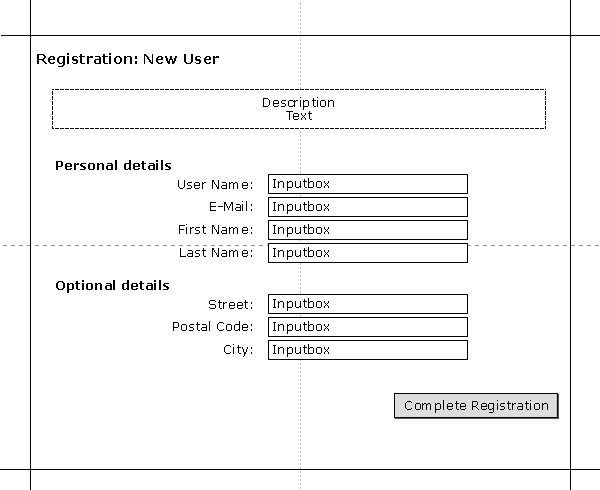 Registration: New User
Description
Text
Personal details
User Name: Inputbox
E-Mail: Inputbox
First Name: Inputbox
Last Name: Inputbox
Optional details
Street: Inputbox
Postal Code: Inputbox
City: Inputbox
Complete Registration